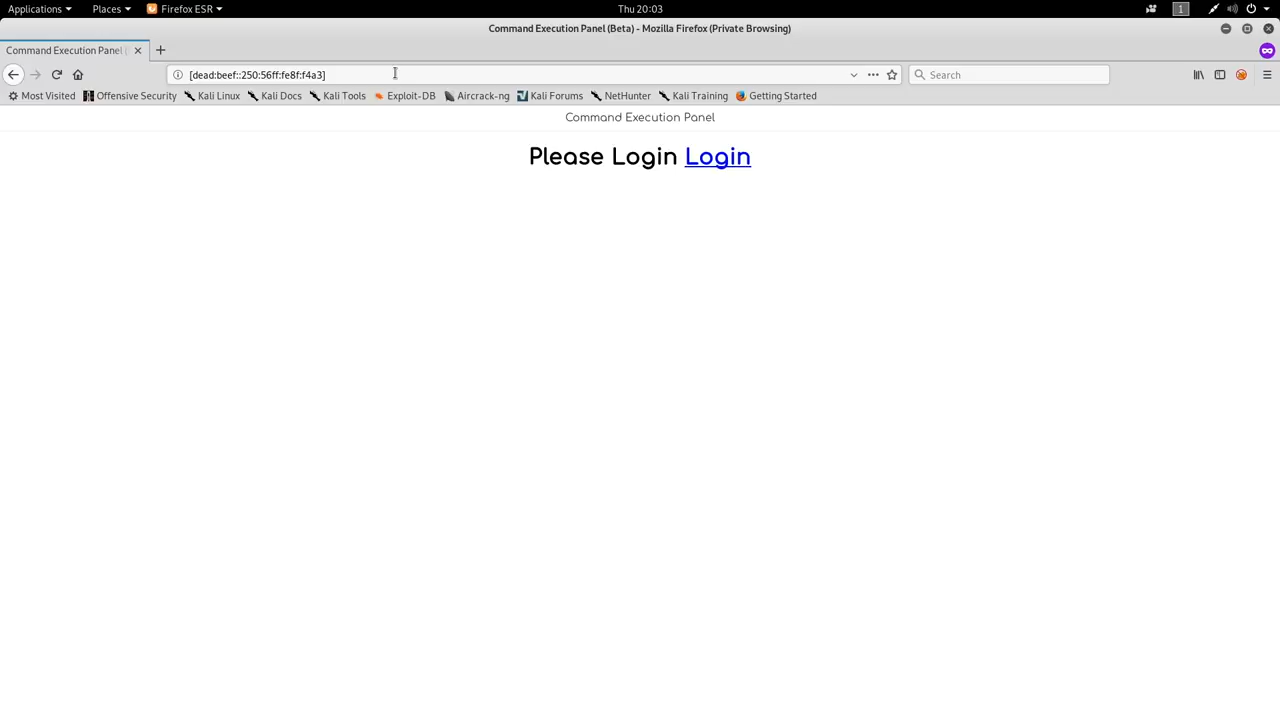 Applications Places Firefox ESR Thu 20:03 1
Command Execution Panel (Beta) - Mozilla Firefox (Private Browsing)
Command Execution Panel (
[dead:beef::250:56ff:fe8f:f4a3] Search
Most Visited Offensive Security Kali Linux Kali Docs Kali Tools Exploit-DB Aircrack-ng Kali Forums NetHunter Kali Training Getting Started
Command Execution Panel
Please Login Login